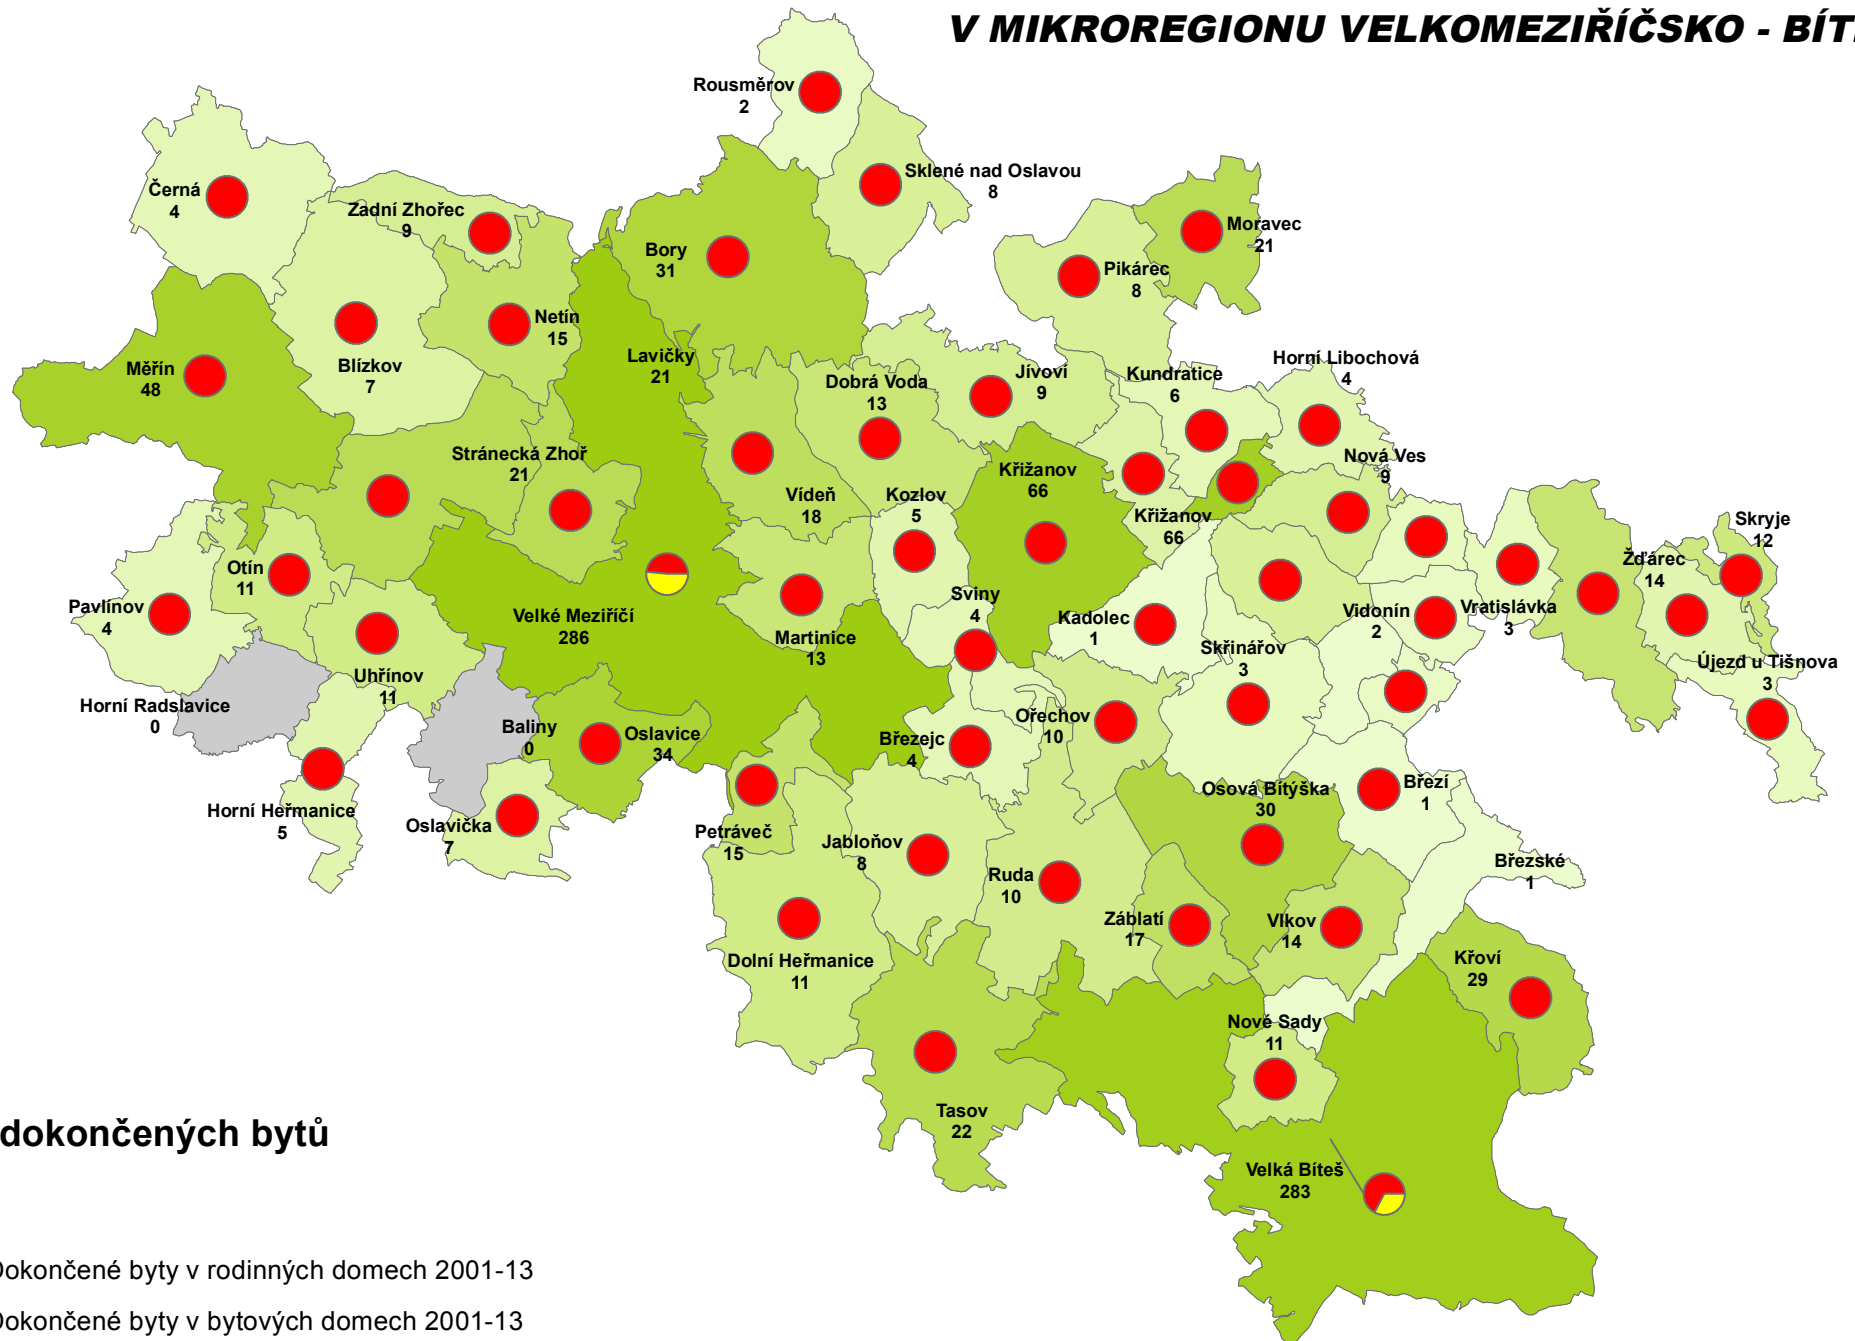 V MIKROREGIONU VELKOMEZIŘÍČSKO - BÍT
Rousměrov
2
Sklené nad Oslavou
8
Černá
4
Zadní Zhořec
9
Moravec
21
Bory
31
Pikárec
8
Netín
15
Měřín
48
Blízkov
7
Lavičky
21
Dobrá Voda
13
Jívoví
9
Kundratice
6
Horní Libochová
4
Stránecká Zhoř
21
Nová Ves
9
Křižanov
66
Vídeň
18
Kozlov
5
Křižanov
66
Skryje
12
Žďárec
14
Otín
11
Pavlínov
4
Velké Meziříčí
286
Martinice
13
Sviny
4
Kadolec
1
Vidonín
2
Vratislávka
3
Skřinářov
3
Újezd u Tišnova
3
Uhřínov
11
Horní Radslavice
0
Baliny
0
Oslavice
34
Březejc
4
Ořechov
10
Osová Bítýška
30
Březí
1
Horní Heřmanice
5
Oslavička
7
Petráveč
15
Jabloňov
8
Ruda
10
Březské
1
Záblatí
17
Vlkov
14
Dolní Heřmanice
11
Křoví
29
Nové Sady
11
Tasov
22
Velká Bíteš
283
dokončených bytů
Dokončené byty v rodinných domech 2001-13
Dokončené byty v bytových domech 2001-13